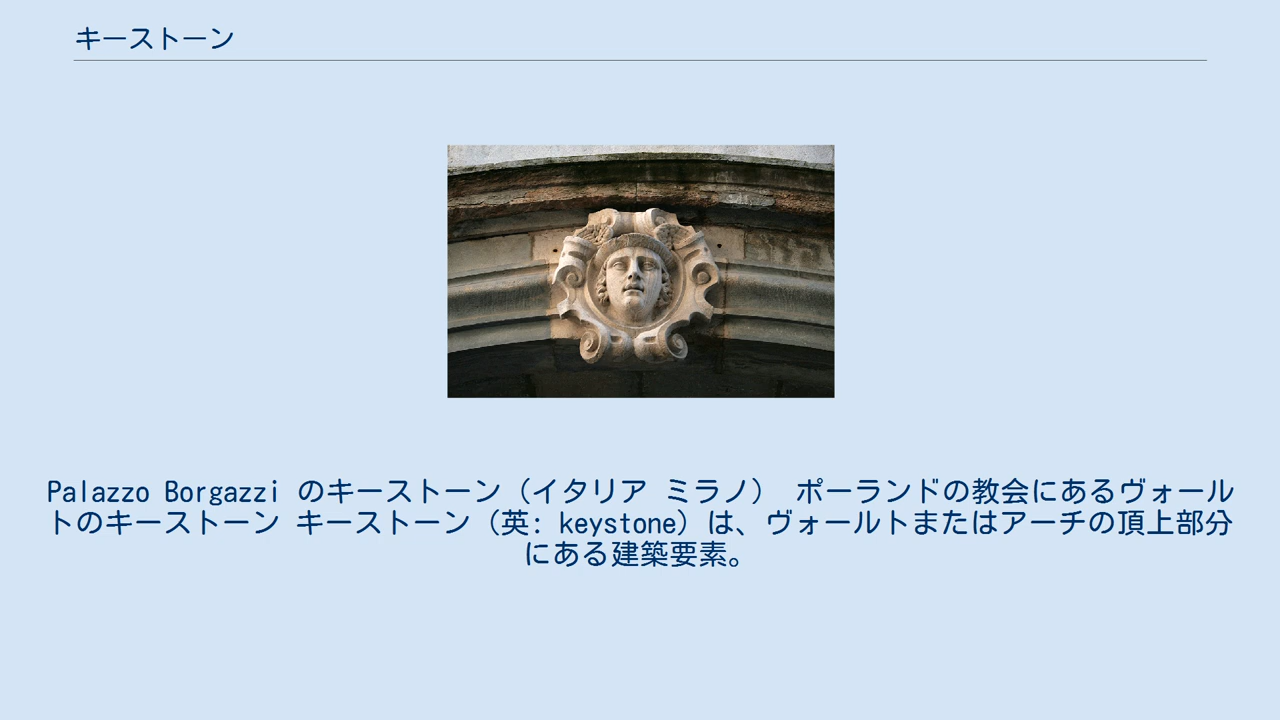 キーストーン
Palazzo Borgazzi のキーストーン（イタリア ミラノ） ポーランドの教会にあるヴォール
トのキーストーン キーストーン（英: keystone）は、ヴォールトまたはアーチの頂上部分
にある建築要素。